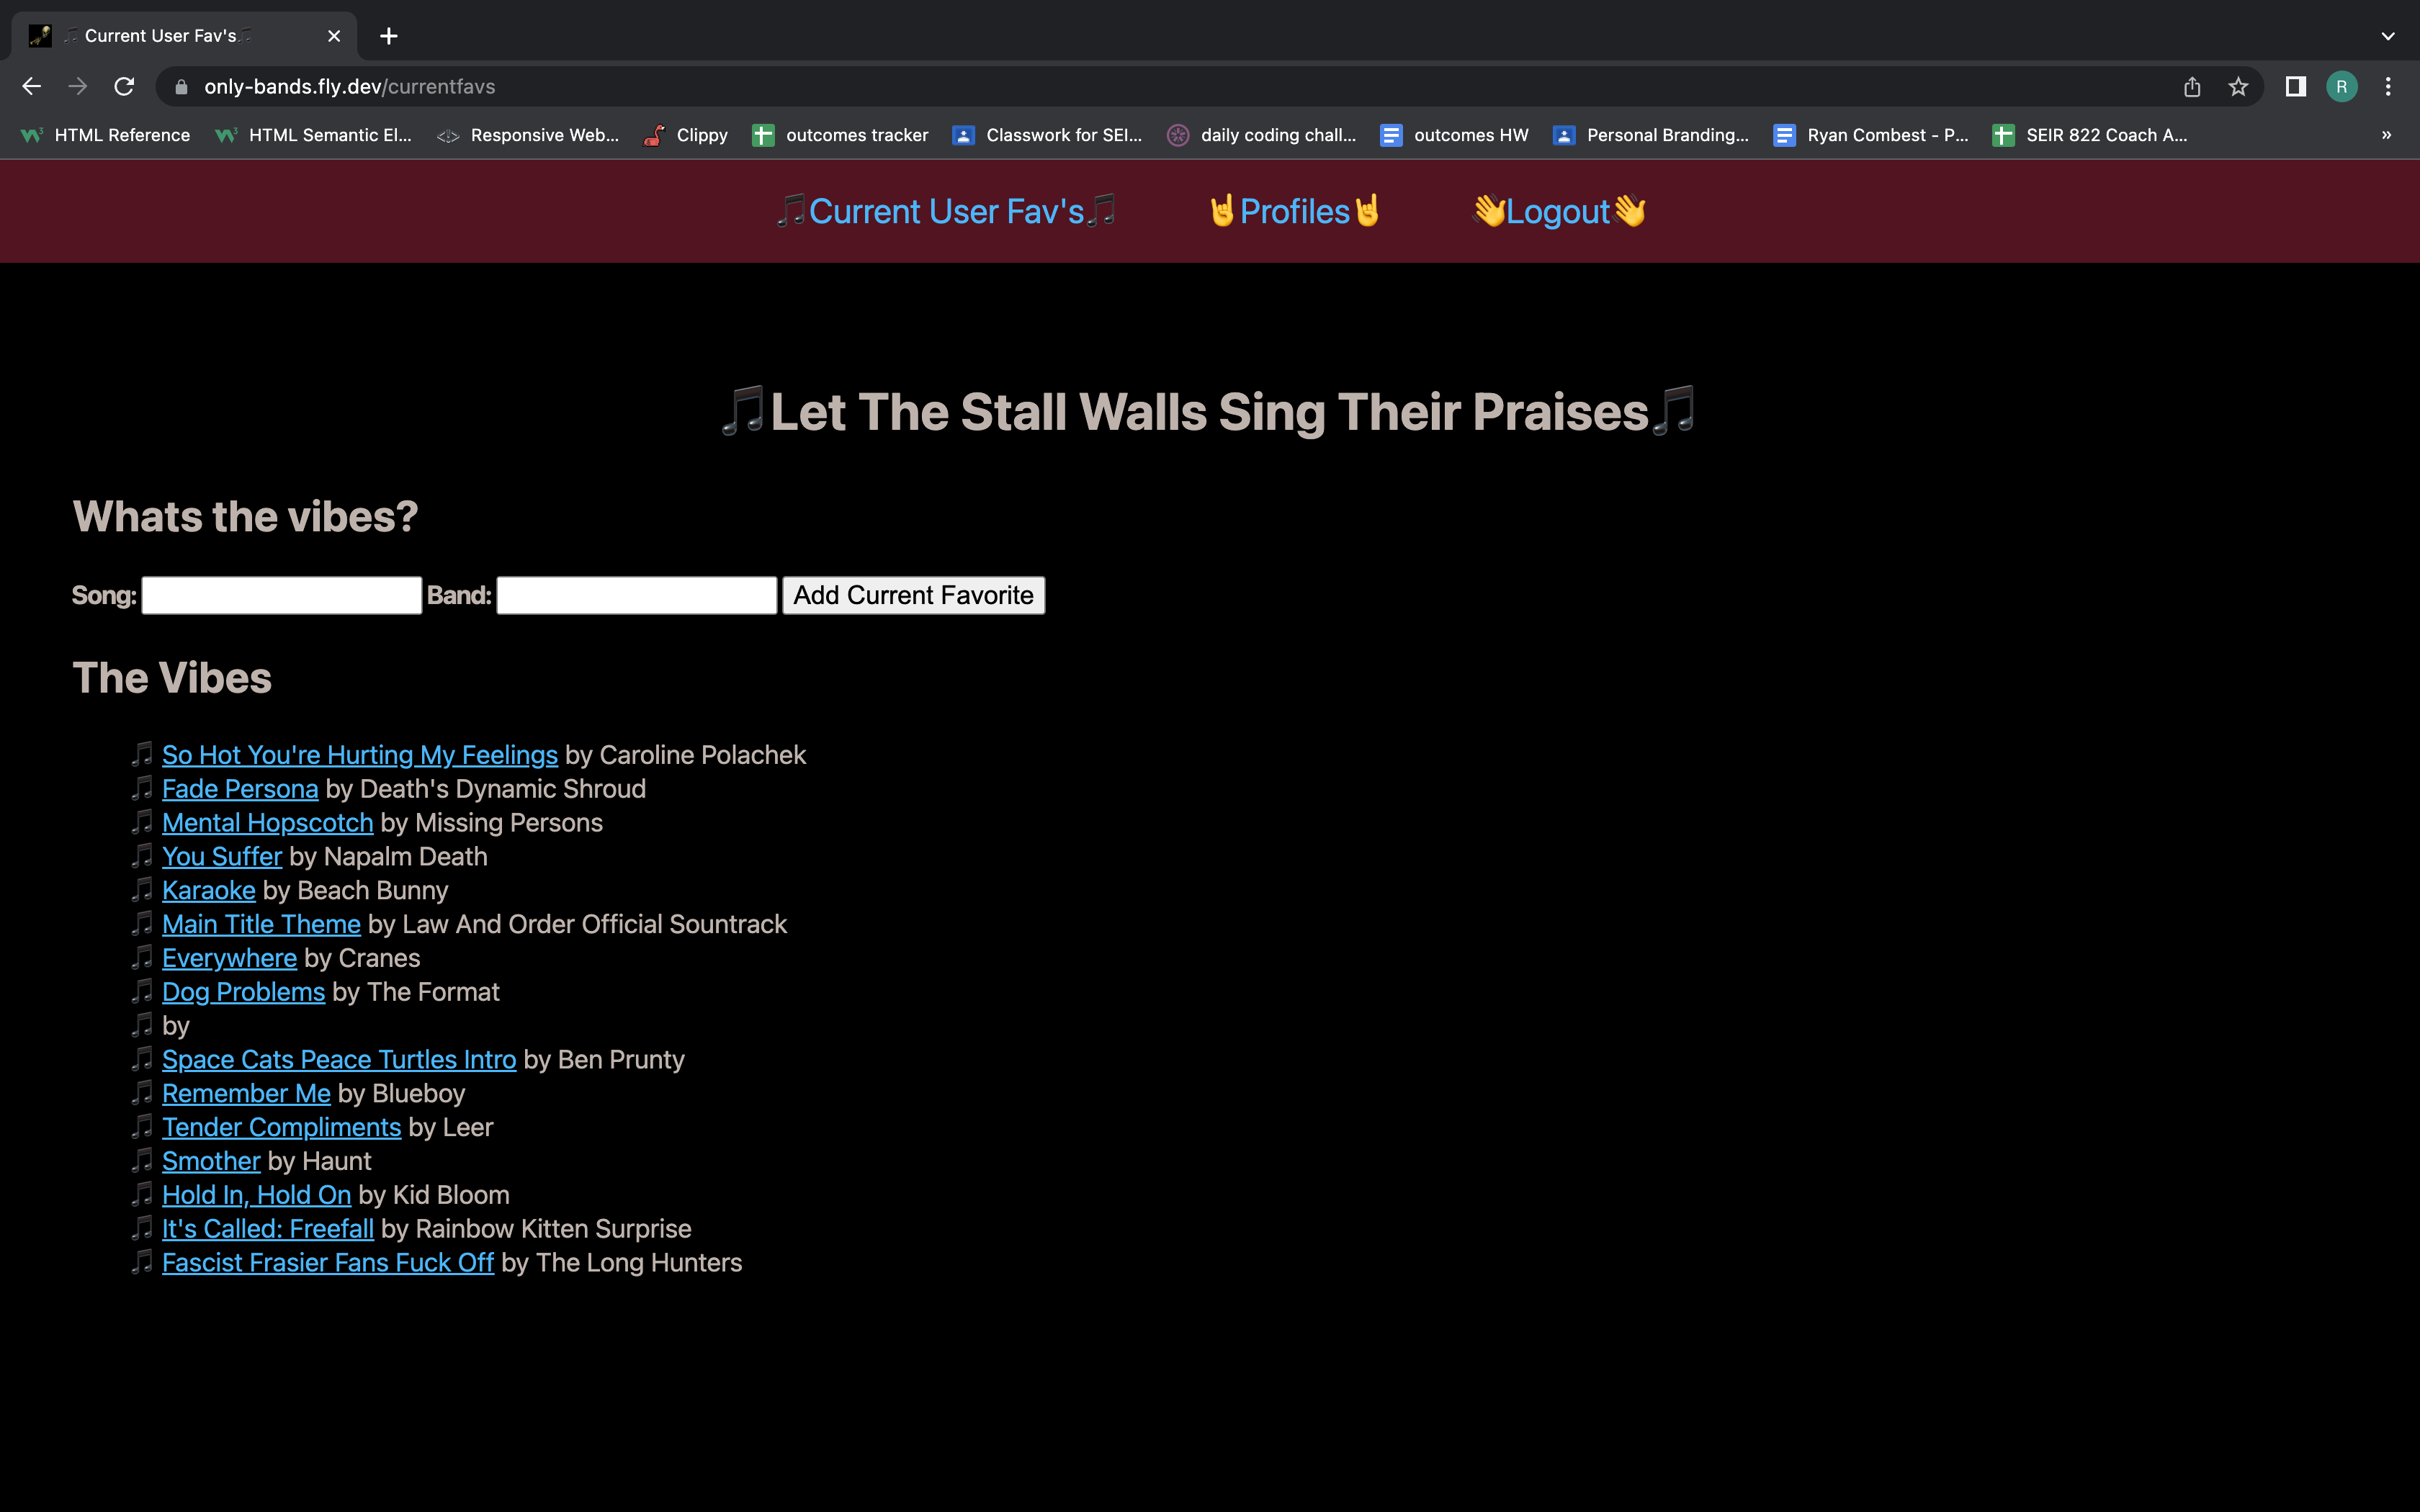 🎵 Current User Fav's🎵
only-bands.fly.dev/currentfavs
R
HTML Reference
HTML Semantic El...
Responsive Web...
Clippy
outcomes tracker
Classwork for SEI...
daily coding chall...
outcomes HW
Personal Branding...
Ryan Combest - P...
SEIR 822 Coach A...
»
🎵Current User Fav's🎵 🤘Profiles🤘 👋Logout👋
🎵Let The Stall Walls Sing Their Praises🎵
Whats the vibes?
Song: Band: Add Current Favorite
The Vibes
🎵 So Hot You're Hurting My Feelings by Caroline Polachek
🎵 Fade Persona by Death's Dynamic Shroud
🎵 Mental Hopscotch by Missing Persons
🎵 You Suffer by Napalm Death
🎵 Karaoke by Beach Bunny
🎵 Main Title Theme by Law And Order Official Sountrack
🎵 Everywhere by Cranes
🎵 Dog Problems by The Format
🎵 by
🎵 Space Cats Peace Turtles Intro by Ben Prunty
🎵 Remember Me by Blueboy
🎵 Tender Compliments by Leer
🎵 Smother by Haunt
🎵 Hold In, Hold On by Kid Bloom
🎵 It's Called: Freefall by Rainbow Kitten Surprise
🎵 Fascist Frasier Fans Fuck Off by The Long Hunters